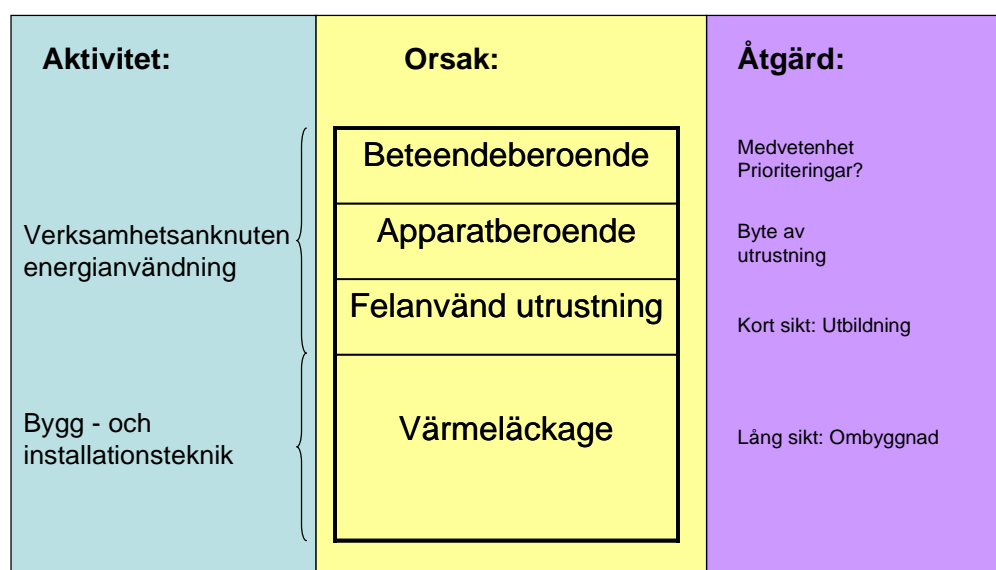 Aktivitet:
Orsak:
Åtgärd:
Beteendeberoende
Medvetenhet
Prioriteringar?
Verksamhetsanknuten
energianvändning
Apparatberoende
Byte av
utrustning
Felanvänd utrustning
Kort sikt: Utbildning
Bygg - och
installationsteknik
Värmeläckage
Lång sikt: Ombyggnad